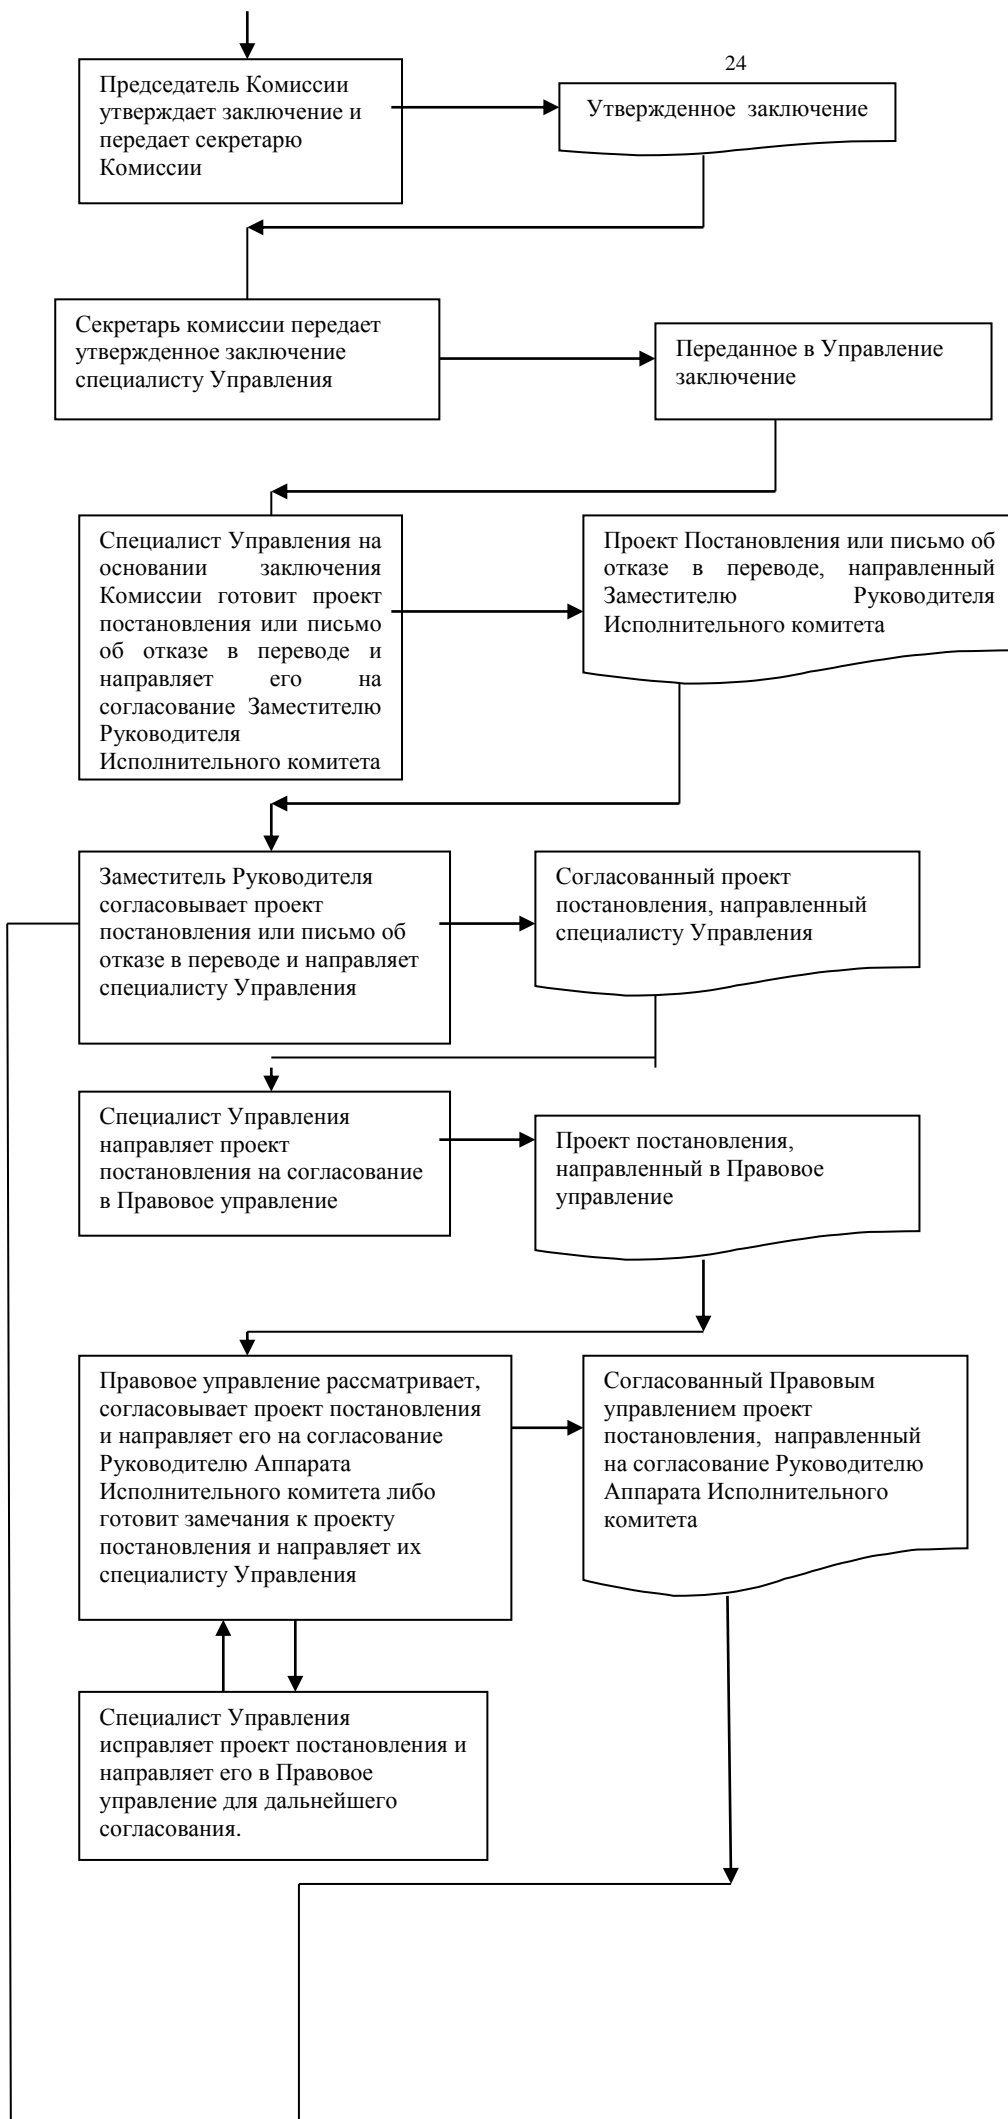 24
Председатель Комиссии
утверждает заключение и
передает секретарю
Комиссии
Утвержденное заключение
Секретарь комиссии передает
утвержденное заключение
специалисту Управления
Переданное в Управление
заключение
Специалист Управления на
основании заключения
Комиссии готовит проект
постановления или письмо
об отказе в переводе и
направляет его на
согласование Заместителю
Руководителя
Исполнительного комитета
Проект Постановления или письмо об
отказе в переводе, направленный
Заместителю Руководителя
Исполнительного комитета
Заместитель Руководителя
согласовывает проект
постановления или письмо об
отказе в переводе и направляет
специалисту Управления
Согласованный проект
постановления, направленный
специалисту Управления
Специалист Управления
направляет проект
постановления на согласование
в Правовое управление
Проект постановления,
направленный в Правовое
управление
Правовое управление рассматривает,
согласовывает проект постановления
и направляет его на согласование
Руководителю Аппарата
Исполнительного комитета либо
готовит замечания к проекту
постановления и направляет их
специалисту Управления
Согласованный Правовым
управлением проект
постановления, направленный
на согласование Руководителю
Аппарата Исполнительного
комитета
Специалист Управления
исправляет проект постановления и
направляет его в Правовое
управление для дальнейшего
согласования.